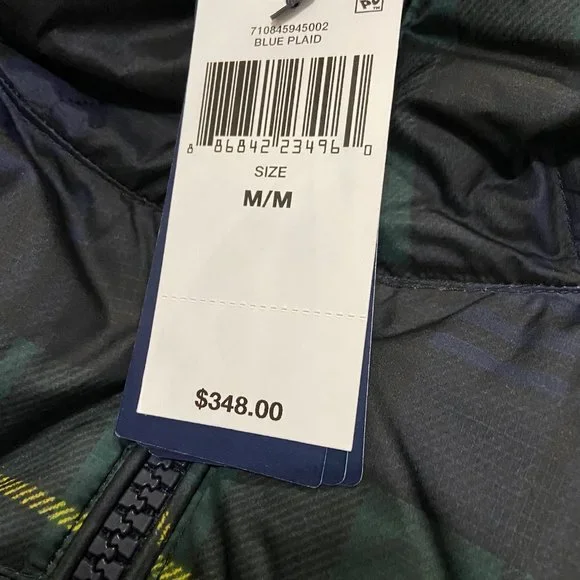 710845945002
BLUE PLAID
8 86842 23496 0
SIZE
M/M
$348.00